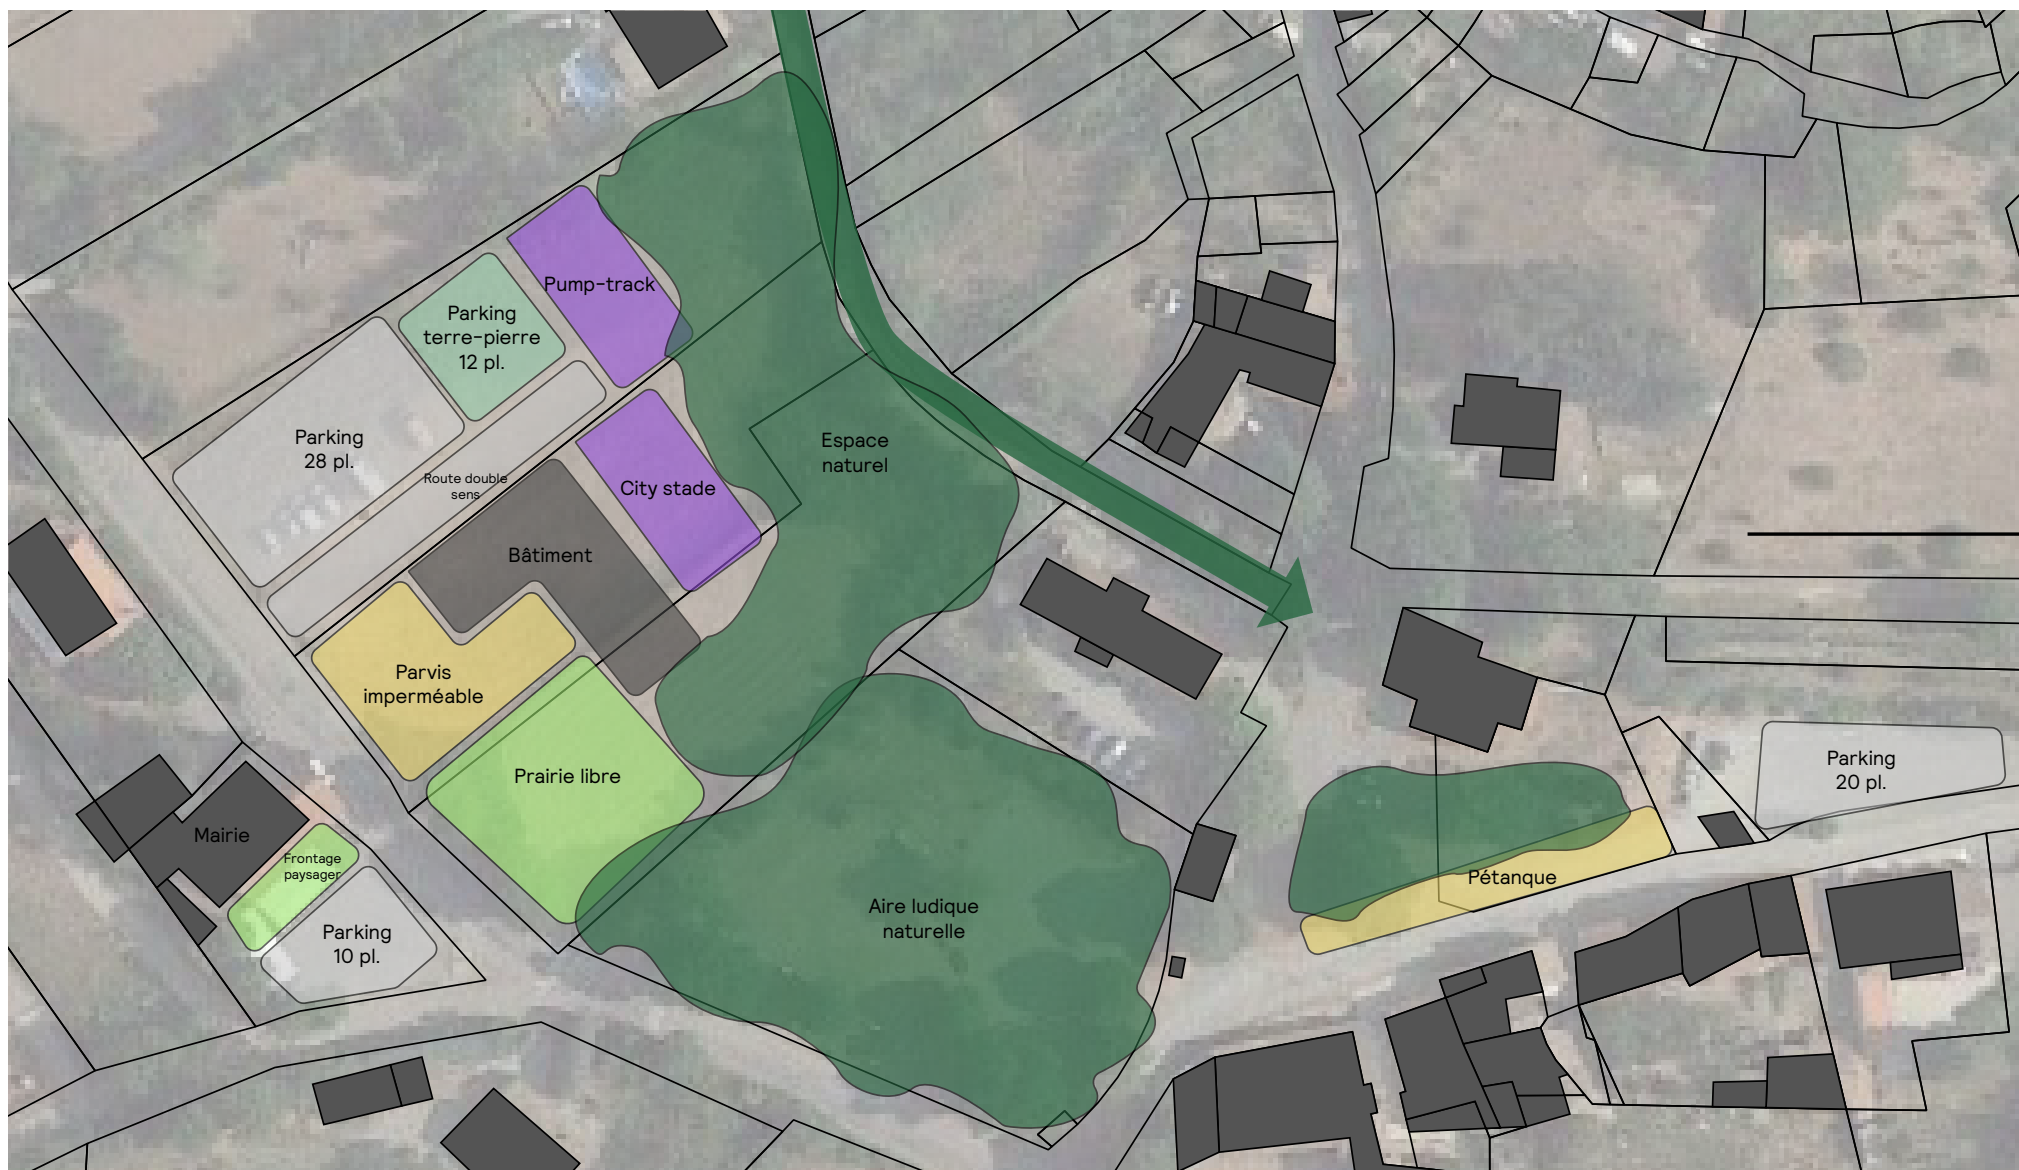 Pump-track
Parking
terre-pierre
12 pl.
Parking
28 pl.
Route double
sens
Espace
naturel
City stade
Bâtiment
Parvis
imperméable
Prairie libre
Mairie
Frontage
paysager
Parking
10 pl.
Aire ludique
naturelle
Pétanque
Parking
20 pl.